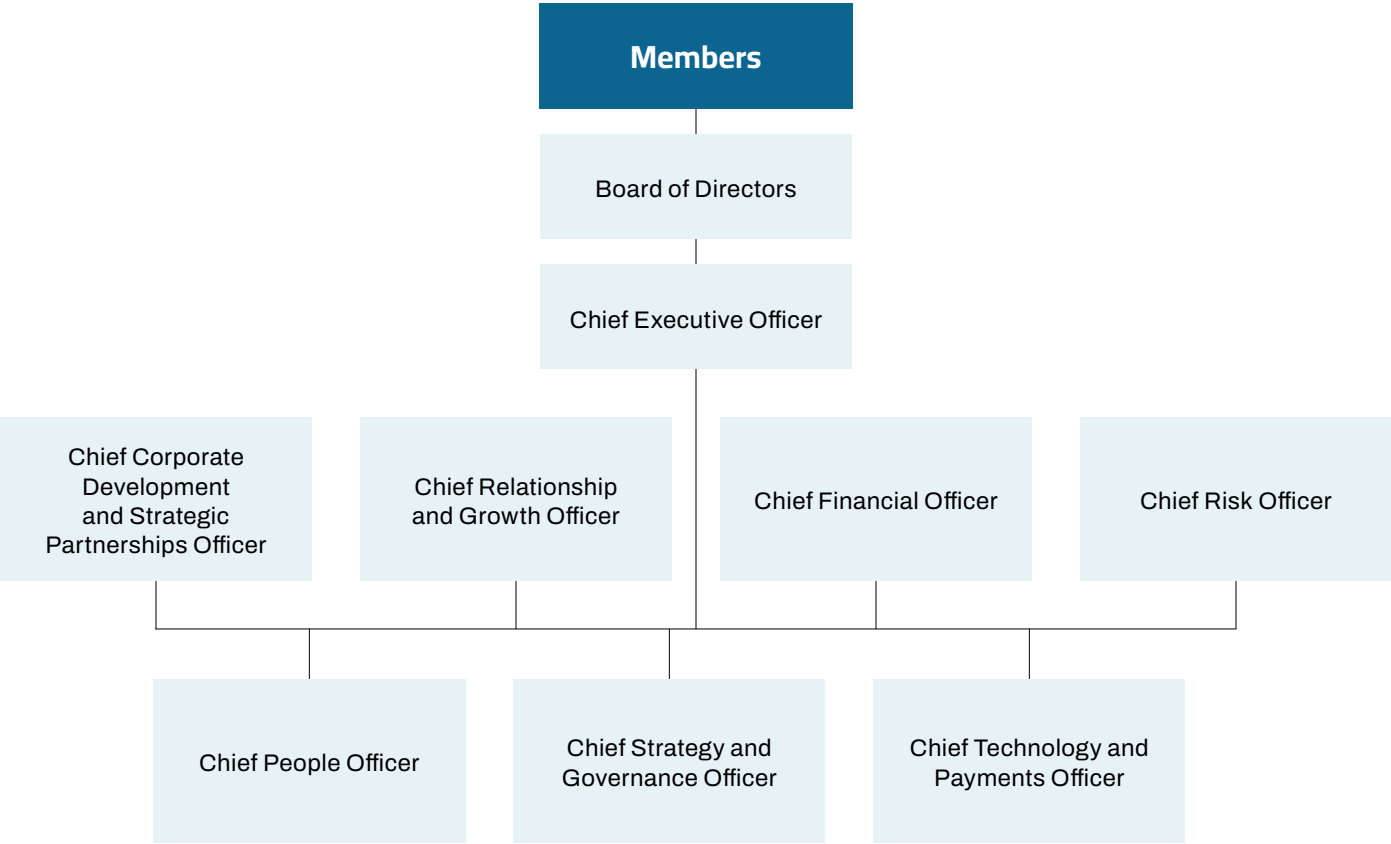 Members
Board of Directors
Chief Executive Officer
Chief Corporate
Development
and Strategic
Partnerships Officer
Chief Relationship
and Growth Officer
Chief Financial Officer
Chief Risk Officer
Chief People Officer
Chief Strategy and
Governance Officer
Chief Technology and
Payments Officer